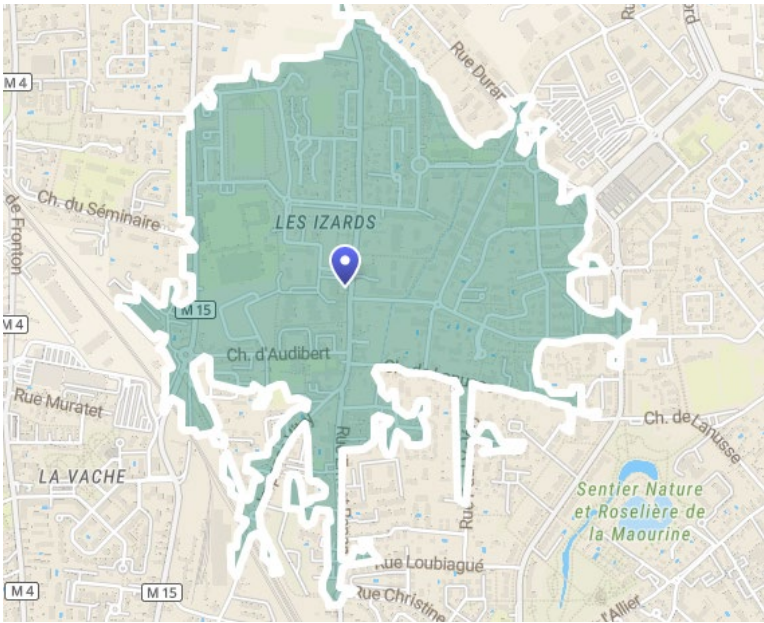 M 4
Rue Durar
Ch. du Séminaire
de Fronton
LES IZARDS
M 15
M 4
Ch. d'Audibert
Rue Muratet
Ch. de Lanusse
LA VACHE
Sentier Nature
et Roselière de
la Maourine
Rue Loubiagué
M 4
M 15
Rue Christine
l'Allier